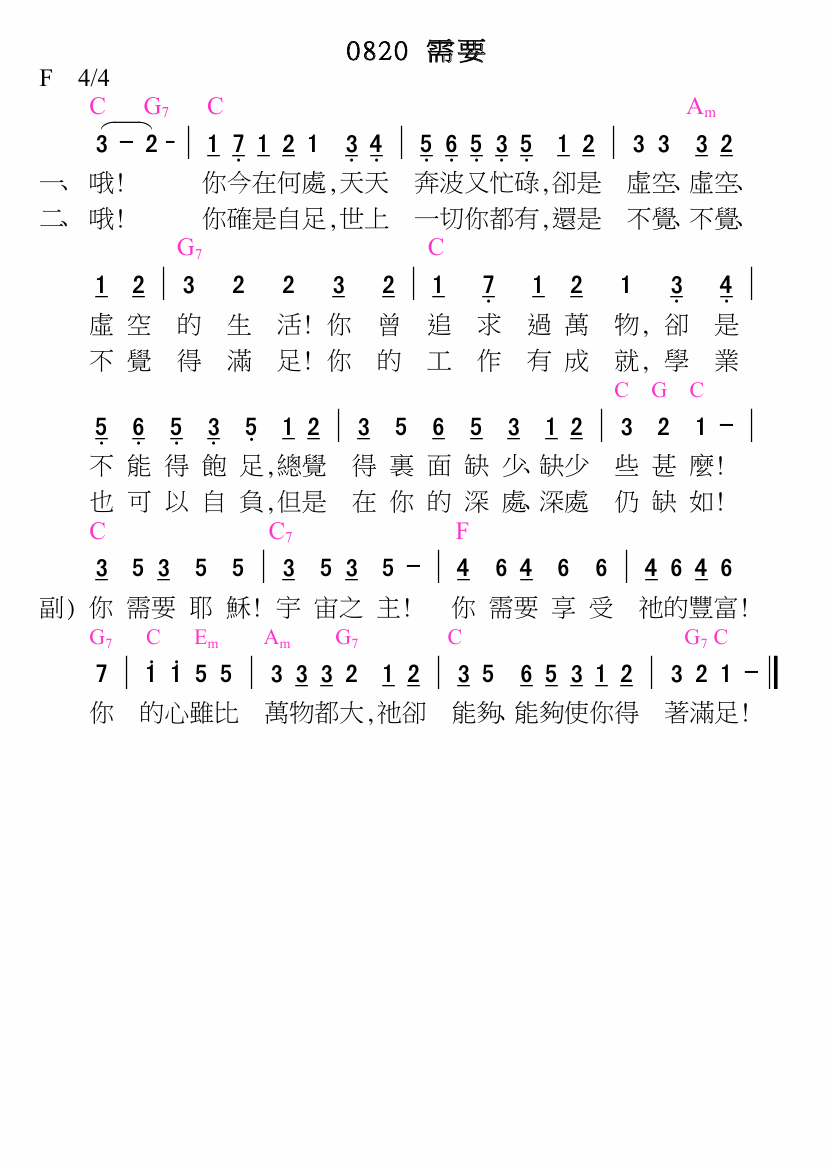 0820 需要
F 4/4
C G7 C Am
3 － 2 - | 1 7 1 2 1 3 4 | 5 6 5 3 5 1 2 | 3 3 3 2
一、哦! 你今在何處,天天 奔波又忙碌,卻是 虛空、虛空、
二、哦! 你確是自足,世上 一切你都有,還是 不覺、不覺、
G7 C
1 2 | 3 2 2 3 2 | 1 7 1 2 1 3 4 |
虛 空 的 生 活! 你 曾 追 求 過 萬 物, 卻 是
不 覺 得 滿 足! 你 的 工 作 有 成 就, 學 業
C G C
5 6 5 3 5 1 2 | 3 5 6 5 3 1 2 | 3 2 1 － |
不 能 得 飽 足,總覺 得 裏 面 缺 少、缺少 些 甚 麼!
也 可 以 自 負,但是 在 你 的 深 處、深處 仍 缺 如!
C C7 F
3 5 3 5 5 | 3 5 3 5 － | 4 6 4 6 6 | 4 6 4 6
副) 你 需要 耶 穌! 宇 宙之 主! 你 需要 享 受 祂的豐富!
G7 C Em Am G7 C G7 C
7 | i i 5 5 | 3 3 3 2 1 2 | 3 5 6 5 3 1 2 | 3 2 1 － ||
你 的心雖比 萬物都大,祂卻 能夠、能夠使你得 著滿足!